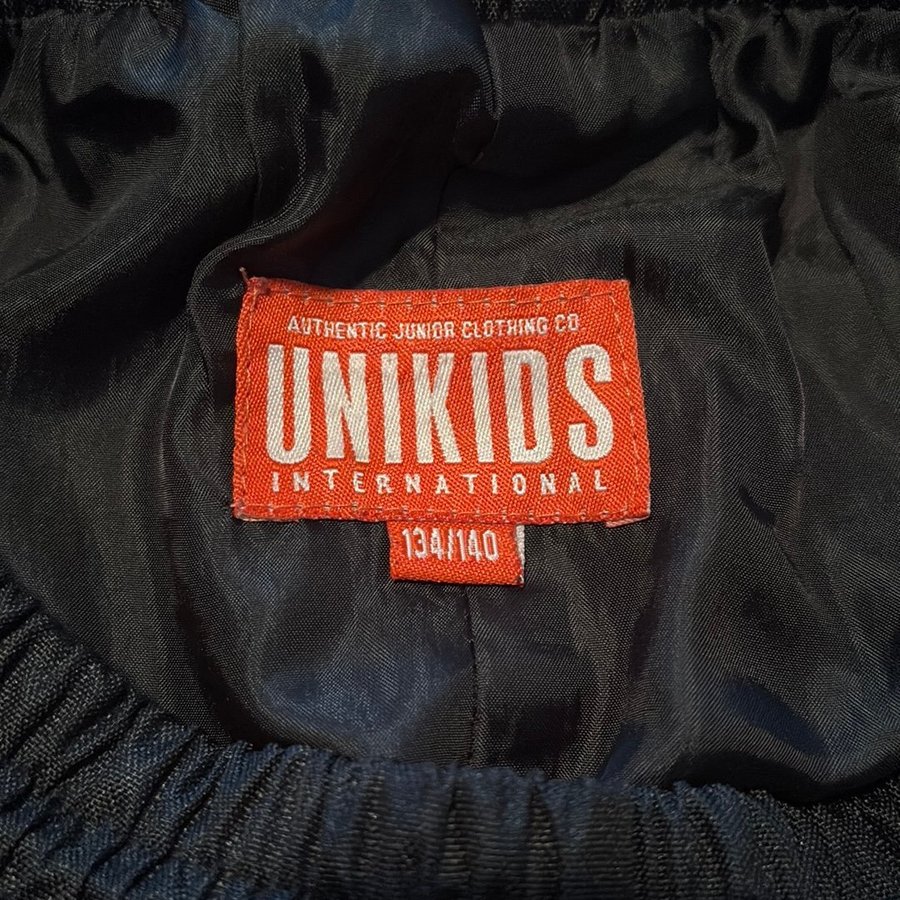 AUTHENTIC JUNIOR CLOTHING CO
UNIKIDS
INTERNATIONAL
134/140